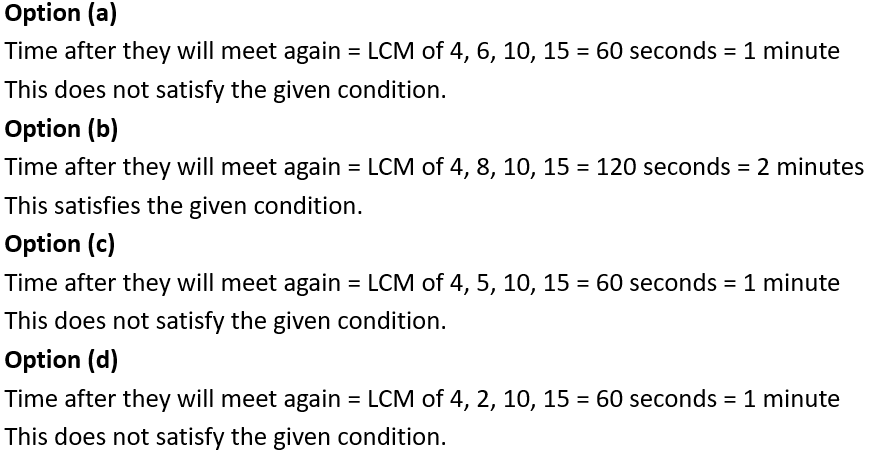 Option (a)
Time after they will meet again = LCM of 4, 6, 10, 15 = 60 seconds = 1 minute
This does not satisfy the given condition.
Option (b)
Time after they will meet again = LCM of 4, 8, 10, 15 = 120 seconds = 2 minutes
This satisfies the given condition.
Option (c)
Time after they will meet again = LCM of 4, 5, 10, 15 = 60 seconds = 1 minute
This does not satisfy the given condition.
Option (d)
Time after they will meet again = LCM of 4, 2, 10, 15 = 60 seconds = 1 minute
This does not satisfy the given condition.